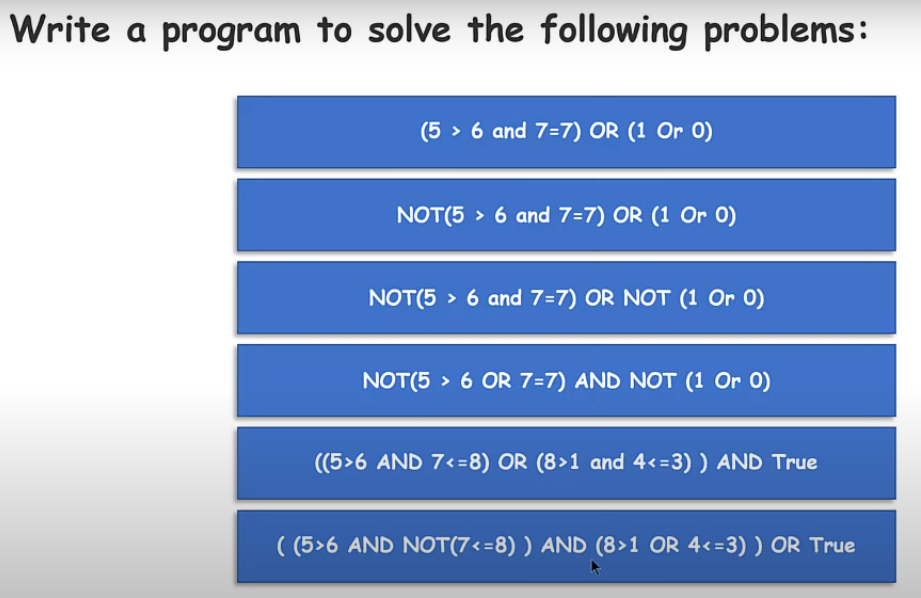 Write a program to solve the following problems:
(5 > 6 and 7=7) OR (1 Or 0)
NOT(5 > 6 and 7=7) OR (1 Or 0)
NOT(5 > 6 and 7=7) OR NOT (1 Or 0)
NOT(5 > 6 OR 7=7) AND NOT (1 Or 0)
((5>6 AND 7<=8) OR (8>1 and 4<=3) ) AND True
( (5>6 AND NOT(7<=8) ) AND (8>1 OR 4<=3) ) OR True